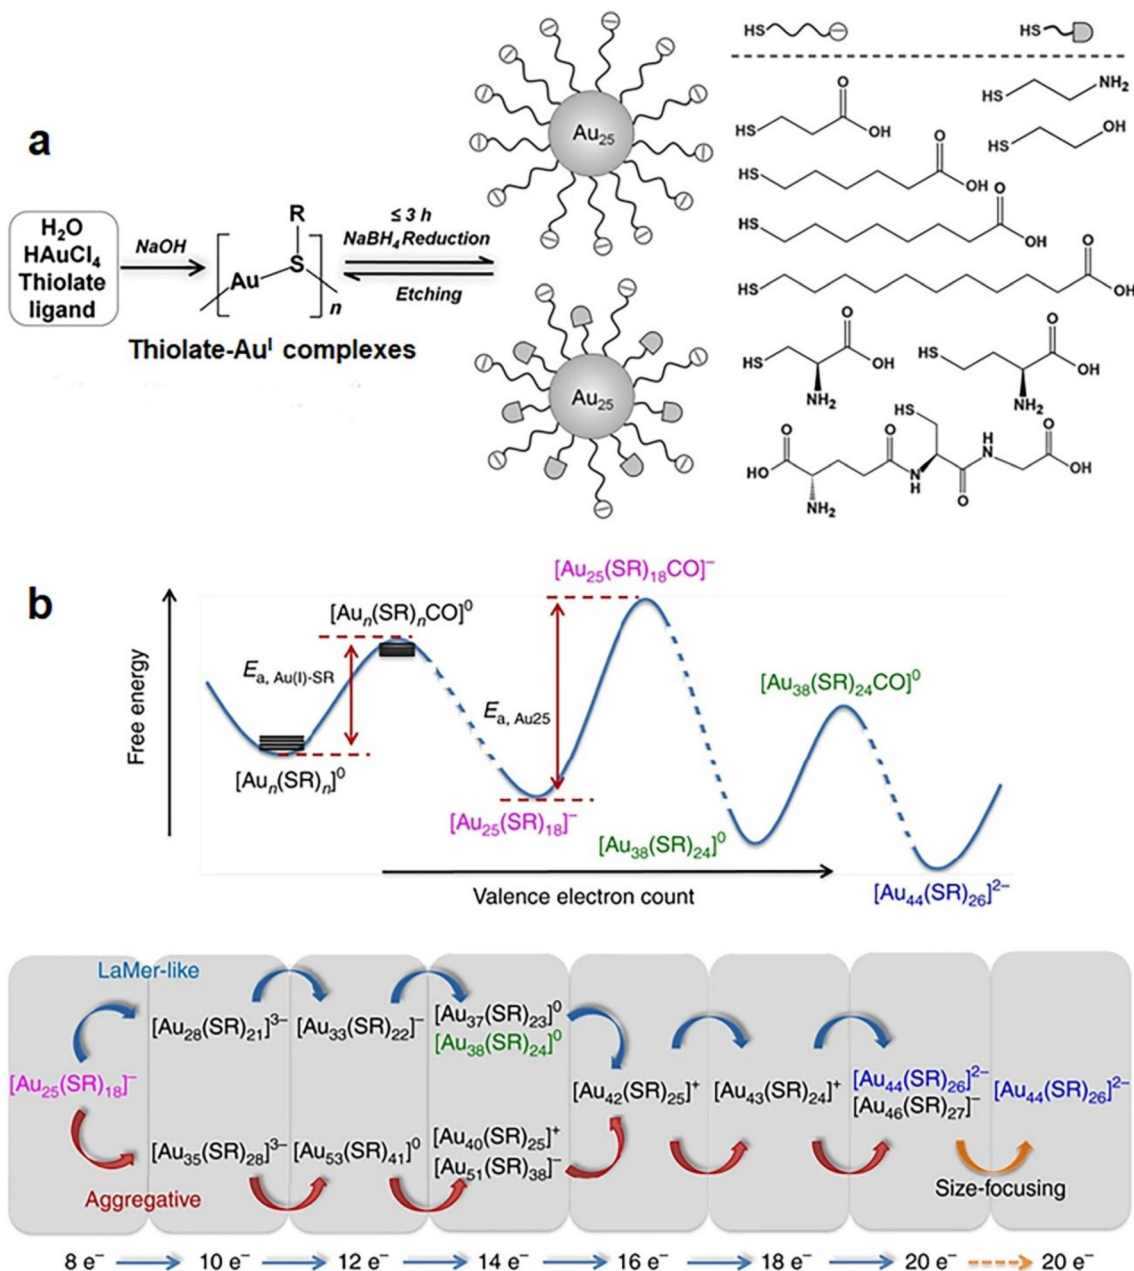 a
H₂O
HAuCl₄
Thiolate
ligand
NaOH
R
Au
S
n
≤ 3 h
NaBH₄ Reduction
Etching
Thiolate-Auᴵ complexes
Au₂₅
Au₂₅
HS
HS
HS
O
OH
HS
NH₂
HS
OH
HS
O
OH
HS
O
OH
HS
O
OH
HS
O
OH
NH₂
HS
O
OH
NH₂
HS
O
HO
NH₂
O
N
H
H
N
O
O
OH
b
Free energy
[Auₙ(SR)ₙCO]⁰
Eₐ, Au(I)-SR
[Auₙ(SR)ₙ]⁰
[Au₂₅(SR)₁₈CO]⁻
Eₐ, Au25
[Au₂₅(SR)₁₈]⁻
[Au₃₈(SR)₂₄CO]⁰
[Au₃₈(SR)₂₄]⁰
[Au₄₄(SR)₂₆]²⁻
Valence electron count
LaMer-like
[Au₂₅(SR)₁₈]⁻
Aggregative
[Au₂₈(SR)₂₁]³⁻
[Au₃₅(SR)₂₈]³⁻
[Au₃₃(SR)₂₂]⁻
[Au₅₃(SR)₄₁]⁰
[Au₃₇(SR)₂₃]⁰
[Au₃₈(SR)₂₄]⁰
[Au₄₀(SR)₂₅]⁺
[Au₅₁(SR)₃₈]⁻
[Au₄₂(SR)₂₅]⁺
[Au₄₃(SR)₂₄]⁺
[Au₄₄(SR)₂₆]²⁻
[Au₄₆(SR)₂₇]⁻
[Au₄₄(SR)₂₆]²⁻
Size-focusing
8 e⁻ 10 e⁻ 12 e⁻ 14 e⁻ 16 e⁻ 18 e⁻ 20 e⁻ 20 e⁻